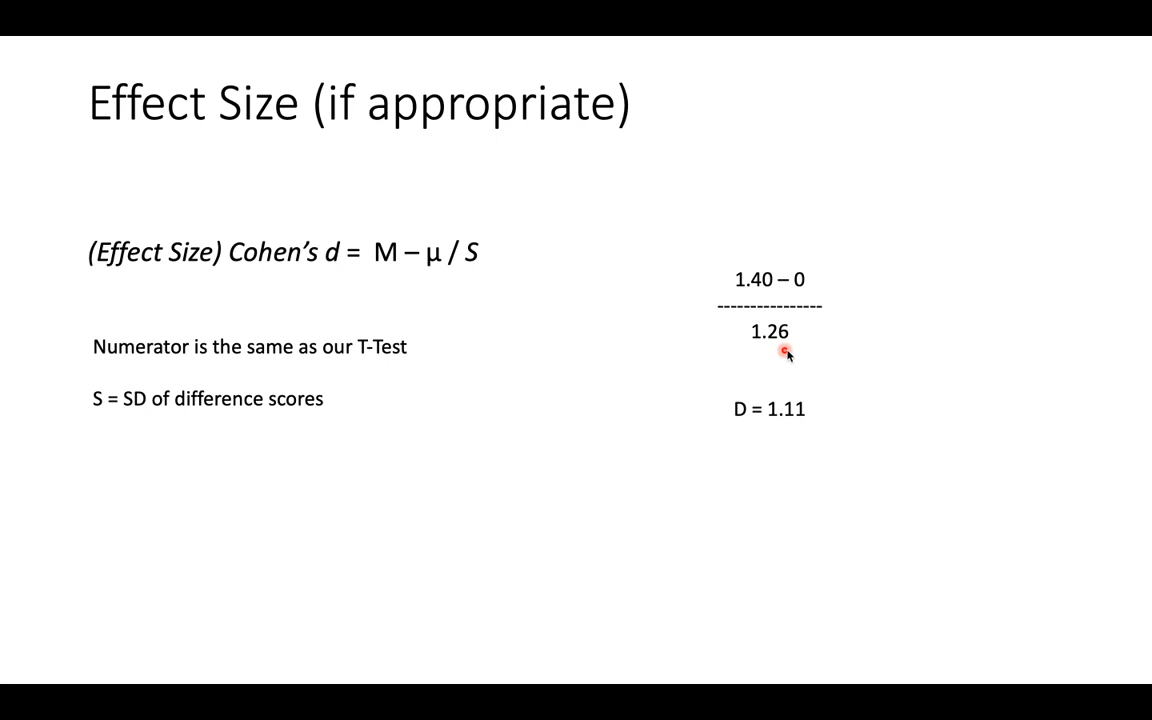 Effect Size (if appropriate)
(Effect Size) Cohen's d = M – μ / S
1.40 – 0
----------------
1.26
Numerator is the same as our T-Test
S = SD of difference scores
D = 1.11